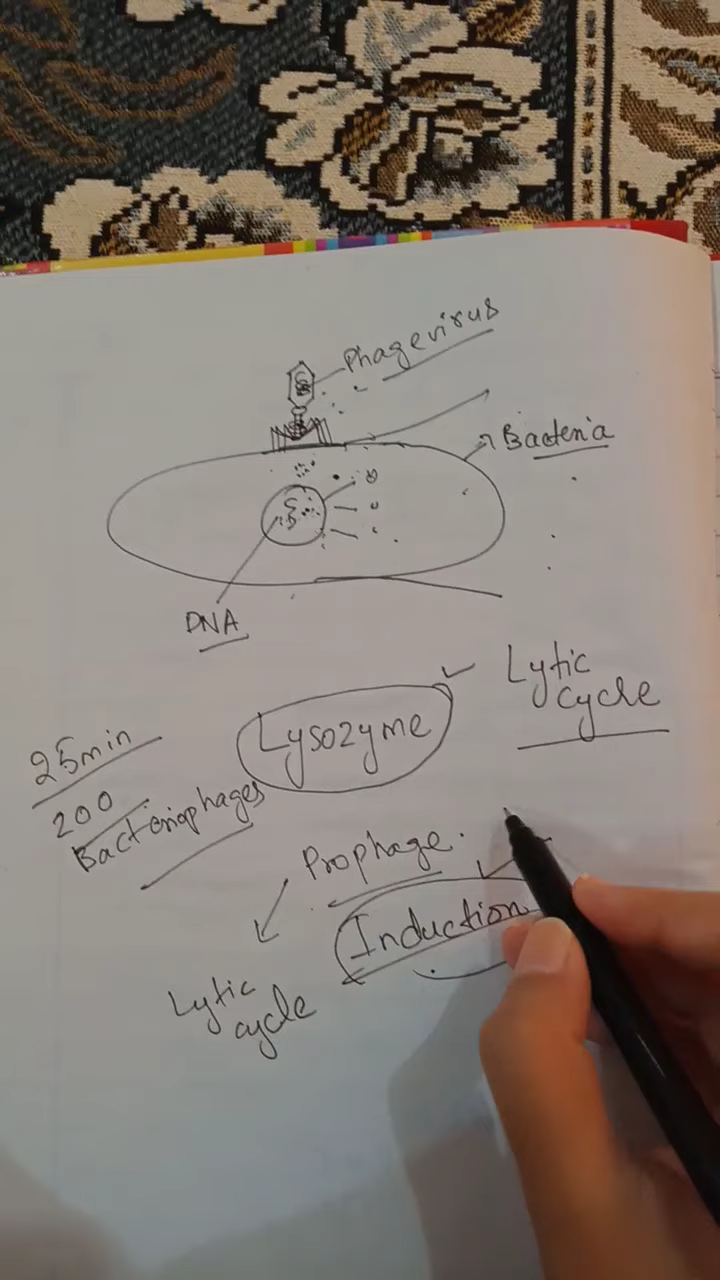 Phagevirus
Bacteria
DNA
Lytic
cycle
Lysozyme
25min
200
Bacteriophages
Prophage.
Induction
Lytic
cycle